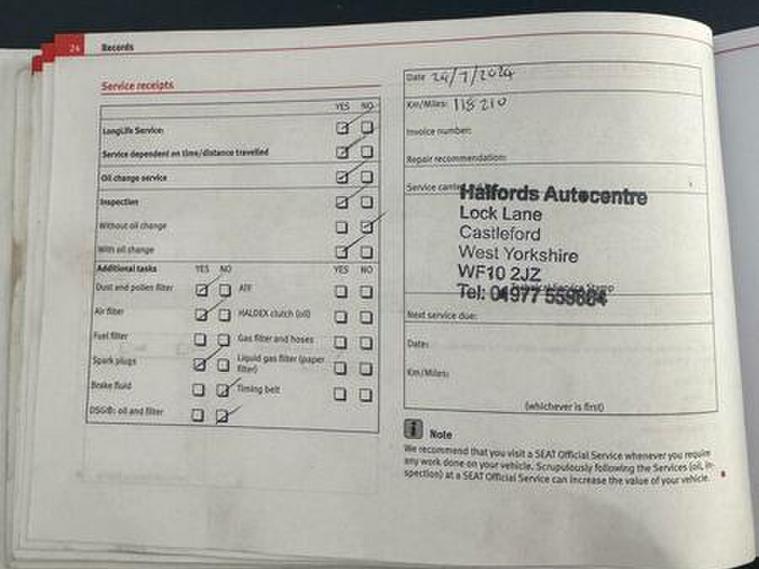 24 Records
Service receipts
YES NO
LongLife Service:
Service dependent on time/distance travelled
Oil change service
Inspection
Without oil change
With oil change
Additional tasks YES NO YES NO
Dust and pollen filter ATF
Air filter HALDEX clutch (oil)
Fuel filter Gas filter and hoses
Spark plugs Liquid gas filter (paper
filter)
Brake fluid Timing belt
DSG®: oil and filter
Date 24/7/2024
Km/Miles: 118210
Invoice number:
Repair recommendation:
Service
Halfords Autocentre
Lock Lane
Castleford
West Yorkshire
WF10 2JZ
Tel: 01977 559884
Next service due:
Date:
Km/Miles:
(whichever is first)
i Note
We recommend that you visit a SEAT Official Service whenever you require
any work done on your vehicle. Scrupulously following the Services (oil, in-
spection) at a SEAT Official Service can increase the value of your vehicle.